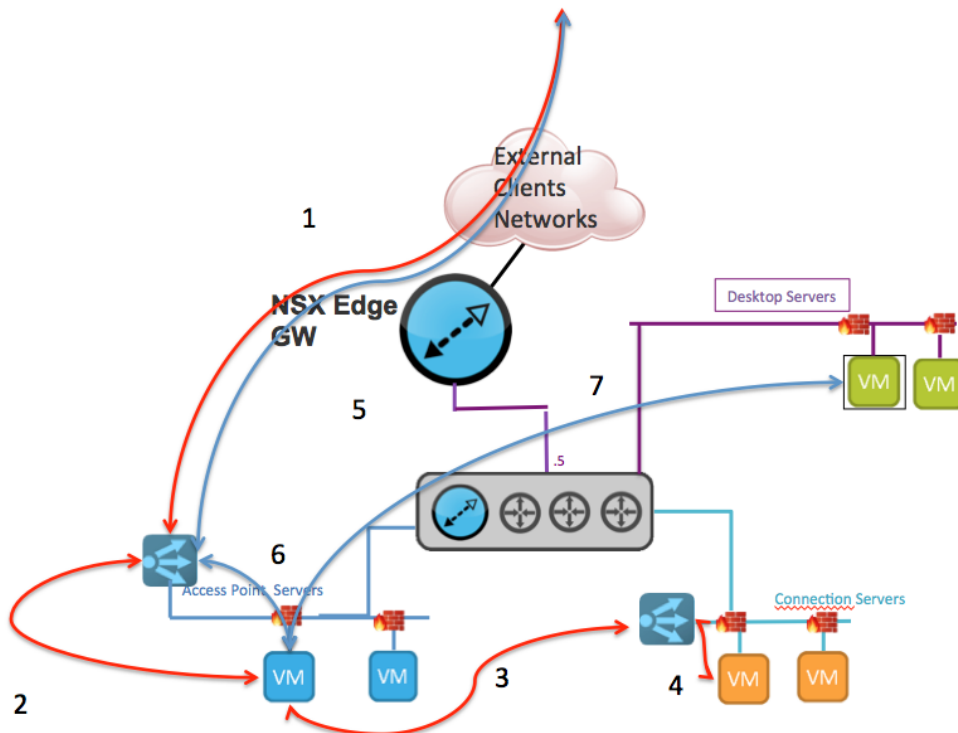 External
Clients
Networks
1
NSX Edge
GW
Desktop Servers
7
VM
VM
5
.5
6
Access Point Servers
Connection Servers
VM
VM
3
4
VM
VM
2